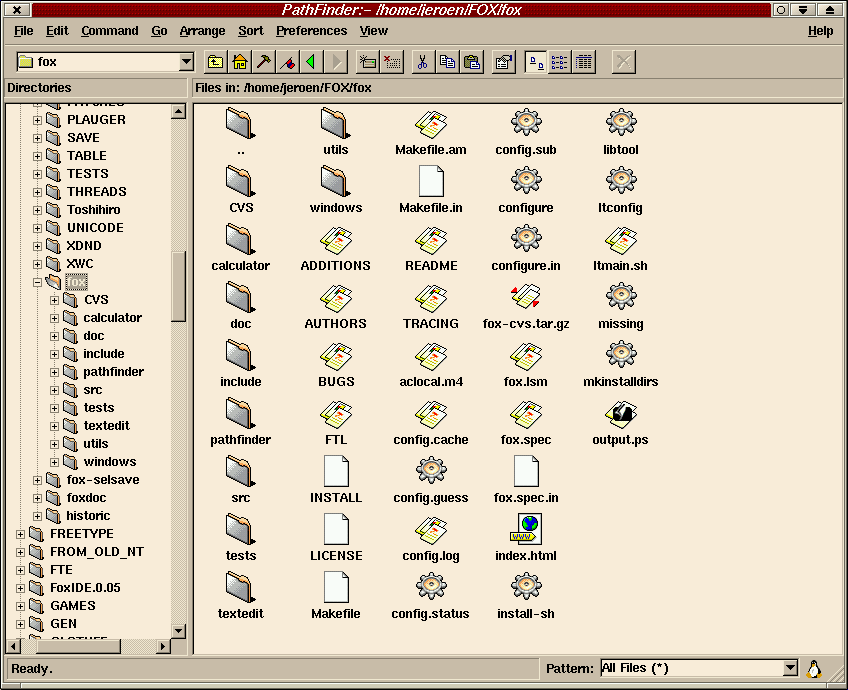 PathFinder:- /home/jeroen/FOX/fox
File Edit Command Go Arrange Sort Preferences View Help
fox
Directories
PLAUGER
SAVE
TABLE
TESTS
THREADS
Toshihiro
UNICODE
XDND
XWC
fox
CVS
calculator
doc
include
pathfinder
src
tests
textedit
utils
windows
fox-selsave
foxdoc
historic
FREETYPE
FROM_OLD_NT
FTE
FoxIDE.0.05
GAMES
GEN
Files in: /home/jeroen/FOX/fox
.. utils Makefile.am config.sub libtool
CVS windows Makefile.in configure ltconfig
calculator ADDITIONS README configure.in ltmain.sh
doc AUTHORS TRACING fox-cvs.tar.gz missing
include BUGS aclocal.m4 fox.lsm mkinstalldirs
pathfinder FTL config.cache fox.spec output.ps
src INSTALL config.guess fox.spec.in
WWW
tests LICENSE config.log index.html
textedit Makefile config.status install-sh
Ready.
Pattern: All Files (*)